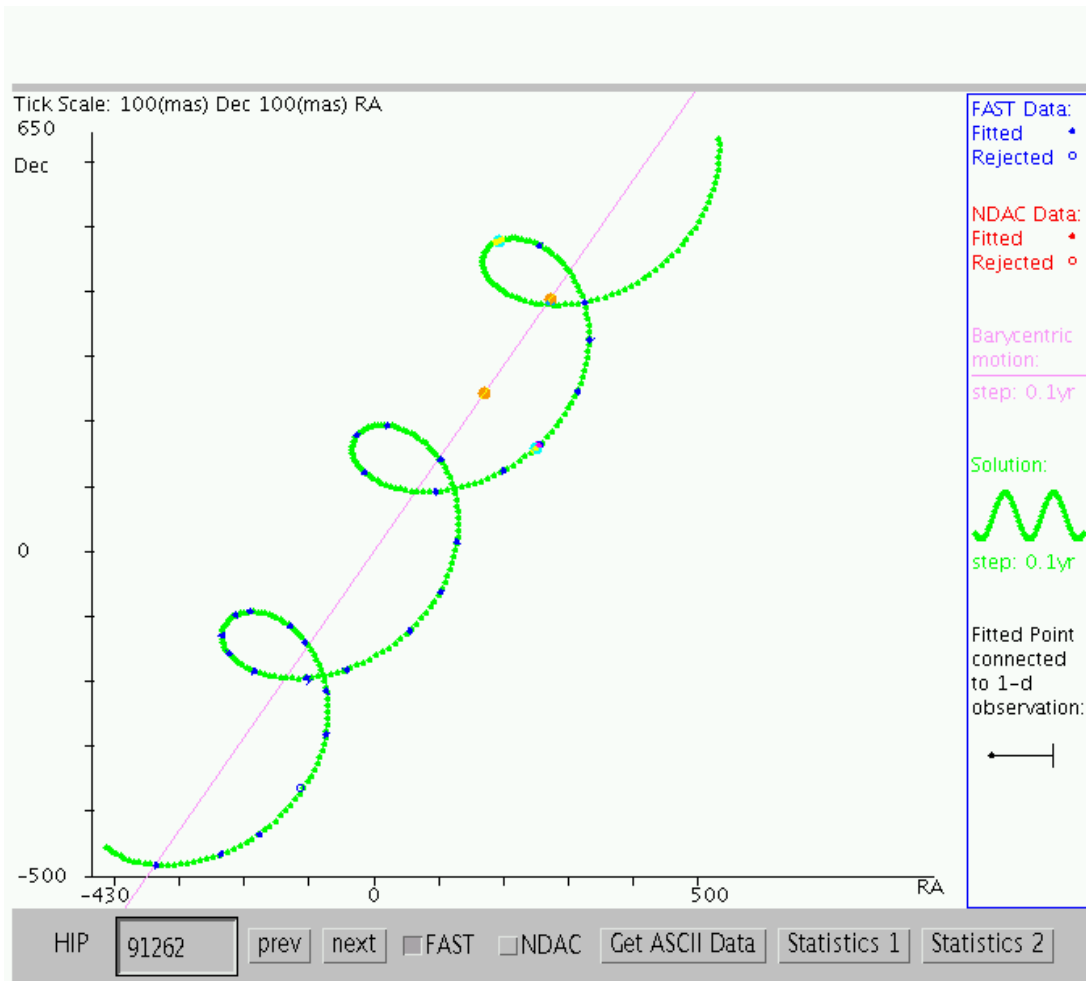 Tick Scale: 100(mas) Dec 100(mas) RA
650
Dec
0
-500
-430
0
500
RA
FAST Data:
Fitted
Rejected
NDAC Data:
Fitted
Rejected
Barycentric
motion:
step: 0.1yr
Solution:
step: 0.1yr
Fitted Point
connected
to 1-d
observation:
HIP 91262 prev next FAST NDAC Get ASCII Data Statistics 1 Statistics 2